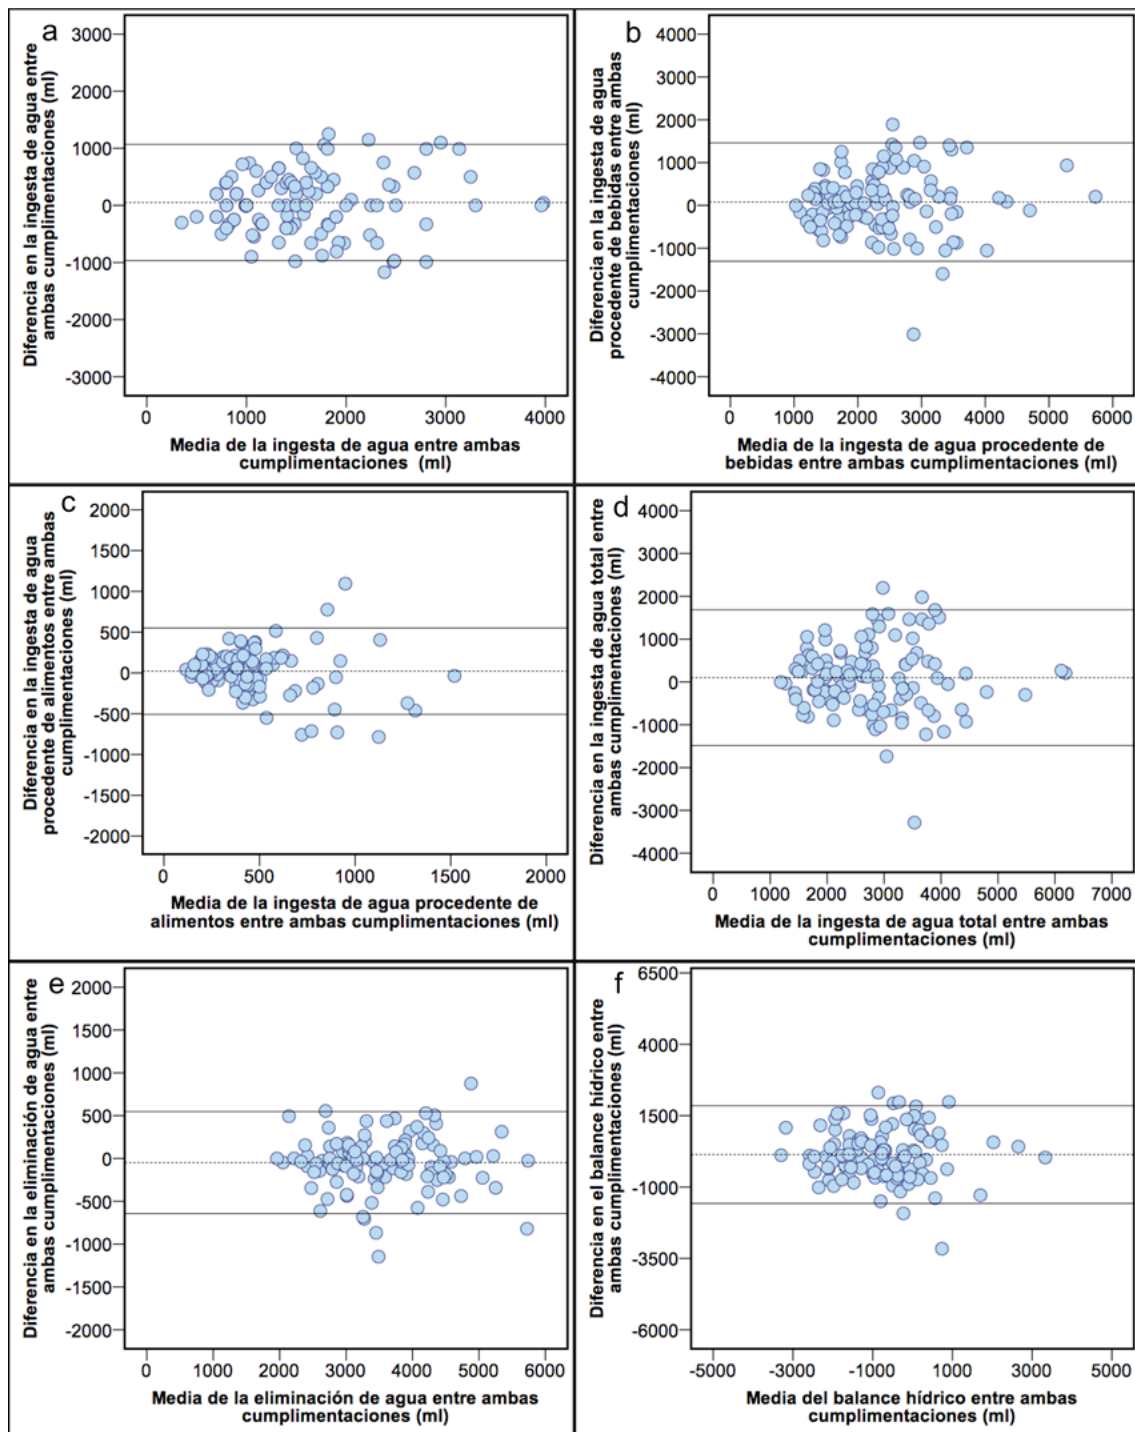 a
Diferencia en la ingesta de agua entre
ambas cumplimentaciones (ml)
3000
2000
1000
0
-1000
-2000
-3000
0 1000 2000 3000 4000
Media de la ingesta de agua entre ambas
cumplimentaciones (ml)
b
Diferencia en la ingesta de agua
procedente de bebidas entre ambas
cumplimentaciones (ml)
4000
3000
2000
1000
0
-1000
-2000
-3000
-4000
0 1000 2000 3000 4000 5000 6000
Media de la ingesta de agua procedente de
bebidas entre ambas cumplimentaciones (ml)
c
Diferencia en la ingesta de agua
procedente de alimentos entre ambas
cumplimentaciones (ml)
2000
1500
1000
500
0
-500
-1000
-1500
-2000
0 500 1000 1500 2000
Media de la ingesta de agua procedente de
alimentos entre ambas cumplimentaciones (ml)
d
Diferencia en la ingesta de agua total entre
ambas cumplimentaciones (ml)
4000
3000
2000
1000
0
-1000
-2000
-3000
-4000
0 1000 2000 3000 4000 5000 6000 7000
Media de la ingesta de agua total entre ambas
cumplimentaciones (ml)
e
Diferencia en la eliminación de agua entre
ambas cumplimentaciones (ml)
2000
1500
1000
500
0
-500
-1000
-1500
-2000
0 1000 2000 3000 4000 5000 6000
Media de la eliminación de agua entre ambas
cumplimentaciones (ml)
f
Diferencia en el balance hídrico entre
ambas cumplimentaciones (ml)
6500
4000
1500
-1000
-3500
-6000
-5000 -3000 -1000 1000 3000 5000
Media del balance hídrico entre ambas
cumplimentaciones (ml)